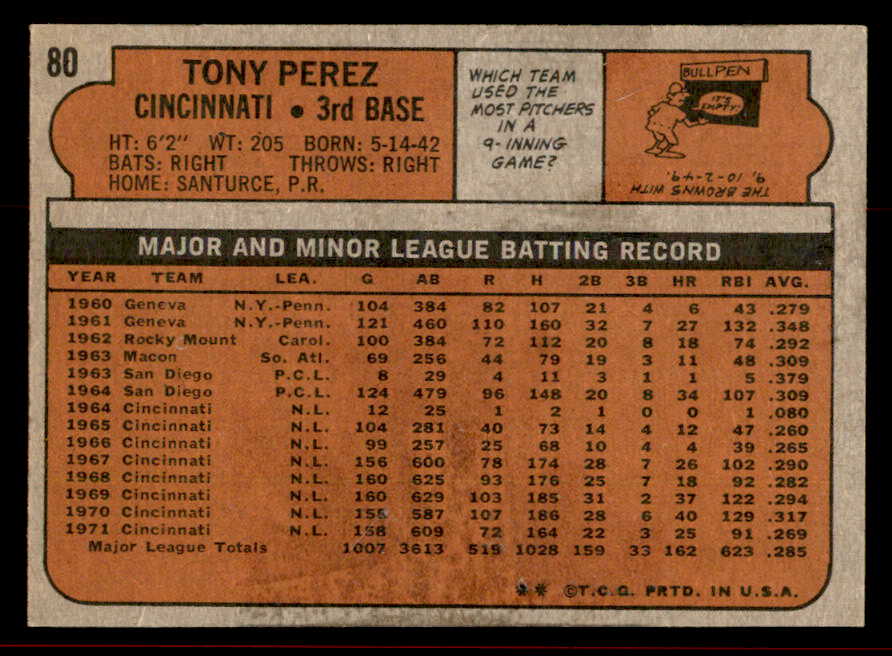 80
TONY PEREZ
CINCINNATI • 3rd BASE
HT: 6'2" WT: 205 BORN: 5-14-42
BATS: RIGHT THROWS: RIGHT
HOME: SANTURCE, P.R.
WHICH TEAM
USED THE
MOST PITCHERS
IN A
9-INNING
GAME?
BULLPEN
IT'S
EMPTY!
THE BROWNS WITH
9, 10-2-49.
MAJOR AND MINOR LEAGUE BATTING RECORD
YEAR TEAM LEA. G AB R H 2B 3B HR RBI AVG.
1960 Geneva N.Y.-Penn. 104 384 82 107 21 4 6 43 .279
1961 Geneva N.Y.-Penn. 121 460 110 160 32 7 27 132 .348
1962 Rocky Mount Carol. 100 384 72 112 20 8 18 74 .292
1963 Macon So. Atl. 69 256 44 79 19 3 11 48 .309
1963 San Diego P.C.L. 8 29 4 11 3 1 1 5 .379
1964 San Diego P.C.L. 124 479 96 148 20 8 34 107 .309
1964 Cincinnati N.L. 12 25 1 2 1 0 0 1 .080
1965 Cincinnati N.L. 104 281 40 73 14 4 12 47 .260
1966 Cincinnati N.L. 99 257 25 68 10 4 4 39 .265
1967 Cincinnati N.L. 156 600 78 174 28 7 26 102 .290
1968 Cincinnati N.L. 160 625 93 176 25 7 18 92 .282
1969 Cincinnati N.L. 160 629 103 185 31 2 37 122 .294
1970 Cincinnati N.L. 158 587 107 186 28 6 40 129 .317
1971 Cincinnati N.L. 158 609 72 164 22 3 25 91 .269
Major League Totals 1007 3613 519 1028 159 33 162 623 .285
** ©T.C.G. PRTD. IN U.S.A.